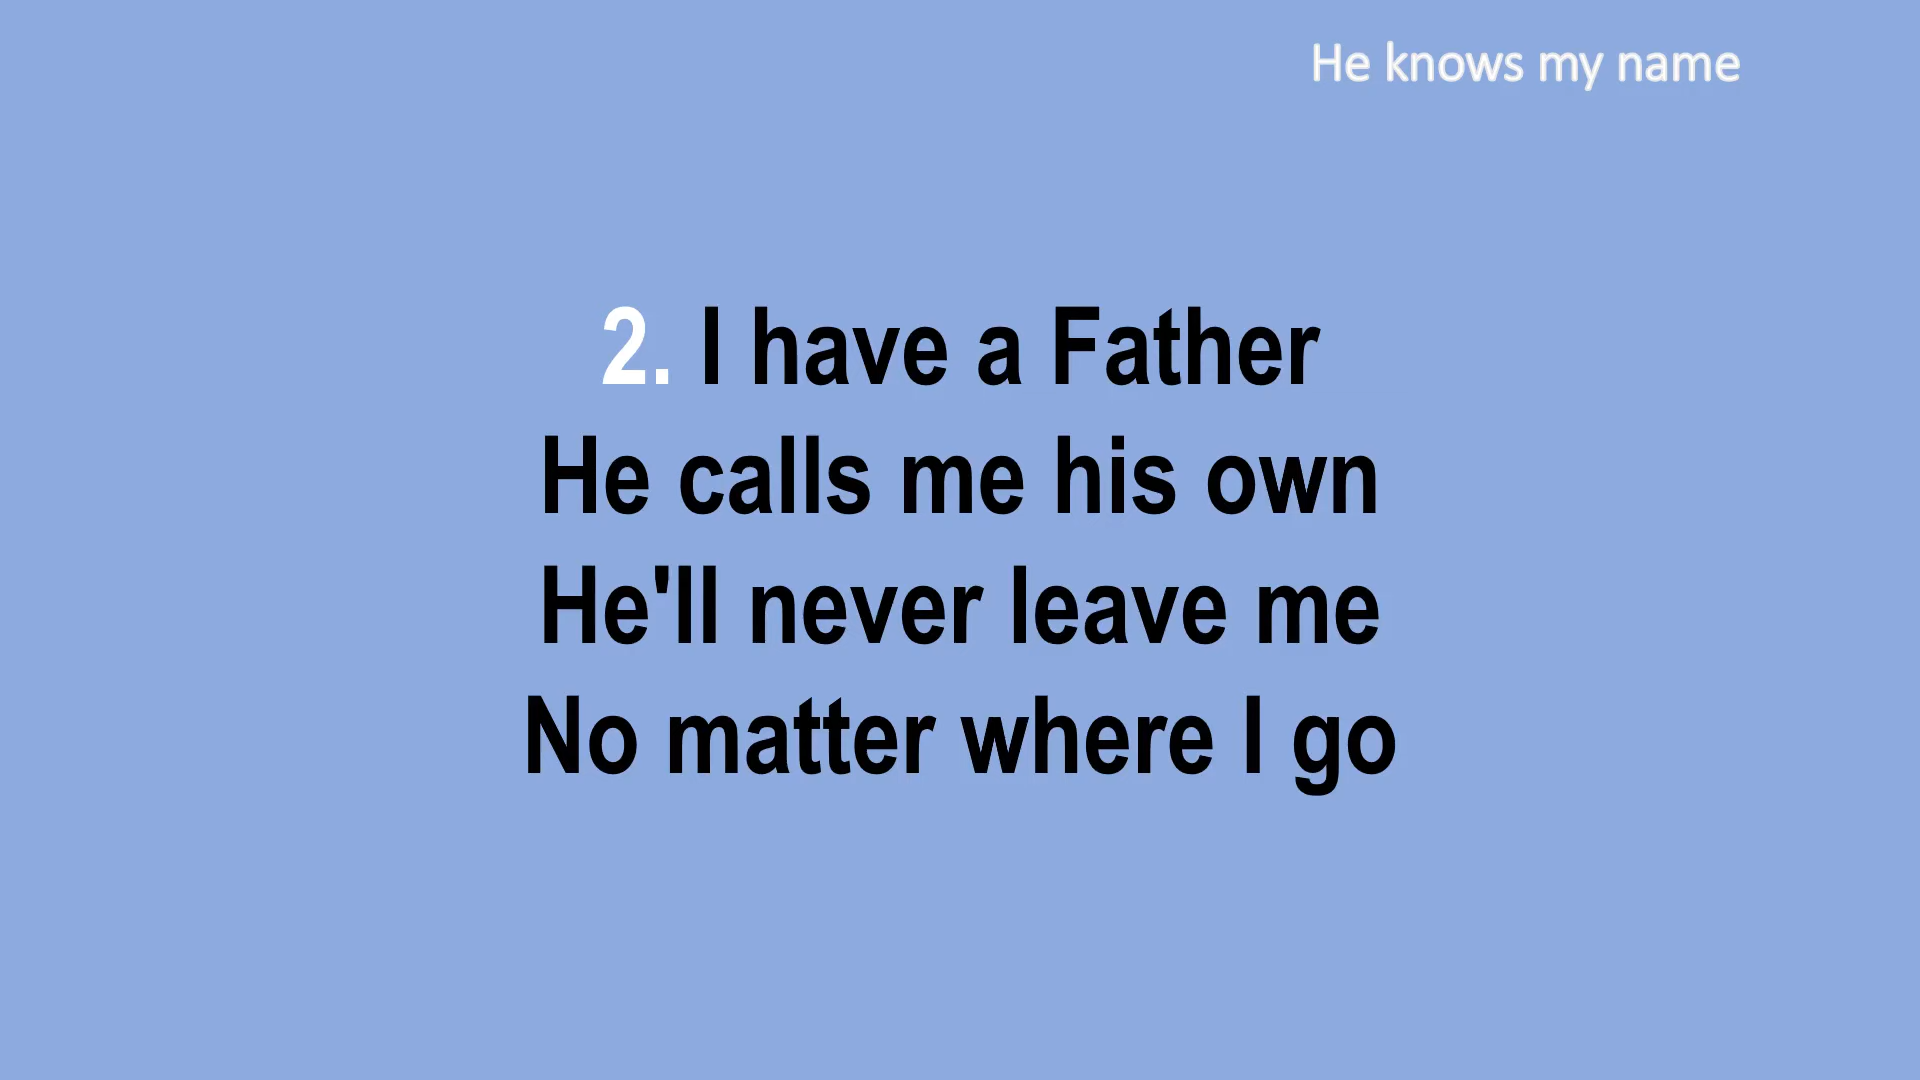 He knows my name
2. I have a Father
He calls me his own
He'll never leave me
No matter where I go